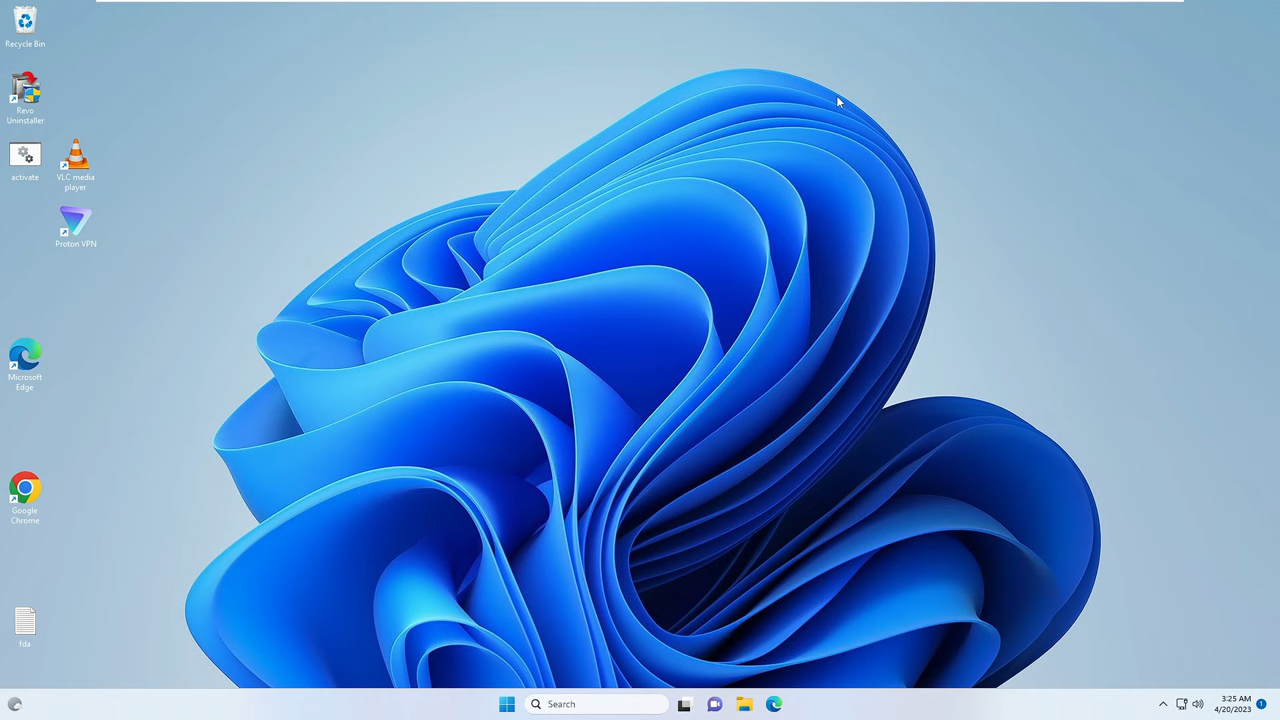 Recycle Bin
Revo
Uninstaller
activate
VLC media
player
Proton VPN
Microsoft
Edge
Google
Chrome
fda
Search
3:25 AM
4/20/2023
1